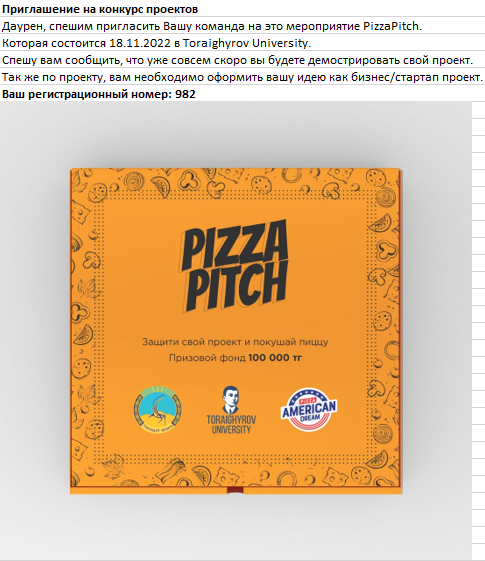 Приглашение на конкурс проектов
Даурен, спешим пригласить Вашу команда на это мероприятие PizzaPitch.
Которая состоится 18.11.2022 в Toraighyrov University.
Спешу вам сообщить, что уже совсем скоро вы будете демострировать свой проект.
Так же по проекту, вам необходимо оформить вашу идею как бизнес/стартап проект.
Ваш регистрационный номер: 982
PIZZA
PITCH
Защити свой проект и покушай пиццу
Призовой фонд 100 000 тг
TORAIGHYROV
UNIVERSITY
PIZZA
AMERICAN
DREAM